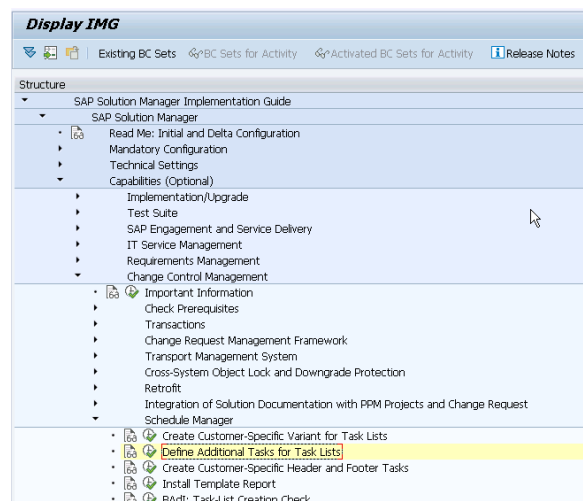 Display IMG
Existing BC Sets BC Sets for Activity Activated BC Sets for Activity Release Notes
Structure
SAP Solution Manager Implementation Guide
SAP Solution Manager
Read Me: Initial and Delta Configuration
Mandatory Configuration
Technical Settings
Capabilities (Optional)
Implementation/Upgrade
Test Suite
SAP Engagement and Service Delivery
IT Service Management
Requirements Management
Change Control Management
Important Information
Check Prerequisites
Transactions
Change Request Management Framework
Transport Management System
Cross-System Object Lock and Downgrade Protection
Retrofit
Integration of Solution Documentation with PPM Projects and Change Request
Schedule Manager
Create Customer-Specific Variant for Task Lists
Define Additional Tasks for Task Lists
Create Customer-Specific Header and Footer Tasks
Install Template Report
BAdI: Task-List Creation Check